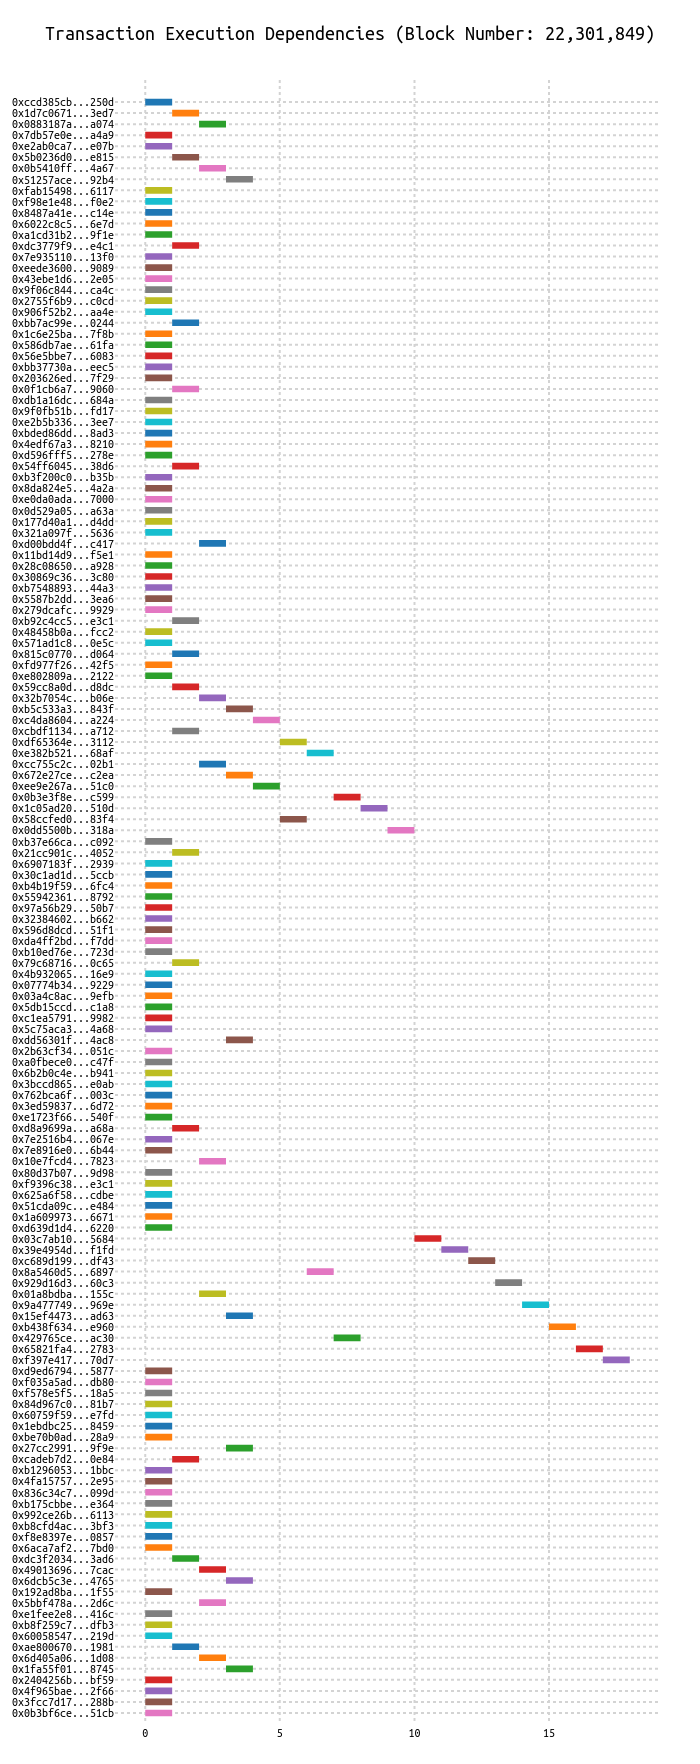 Transaction Execution Dependencies (Block Number: 22,301,849)
0xccd385cb...250d
0x1d7c0671...3ed7
0x0883187a...a074
0x7db57e0e...a4a9
0xe2ab0ca7...e07b
0x5b0236d0...e815
0x0b5410ff...4a67
0x51257ace...92b4
0xfab15498...6117
0xf98e1e48...f0e2
0x8487a41e...c14e
0x6022c8c5...6e7d
0xa1cd31b2...9f1e
0xdc3779f9...e4c1
0x7e935110...13f0
0xeede3600...9089
0x43ebe1d6...2e05
0x9f06c844...ca4c
0x2755f6b9...c0cd
0x906f52b2...aa4e
0xbb7ac99e...0244
0x1c6e25ba...7f8b
0x586db7ae...61fa
0x56e5bbe7...6083
0xbb37730a...eec5
0x203626ed...7f29
0x0f1cb6a7...9060
0xdb1a16dc...684a
0x9f0fb51b...fd17
0xe2b5b336...3ee7
0xbded86dd...8ad3
0x4edf67a3...8210
0xd596fff5...278e
0x54ff6045...38d6
0xb3f200c0...b35b
0x8da824e5...4a2a
0xe0da0ada...7000
0x0d529a05...a63a
0x177d40a1...d4dd
0x321a097f...5636
0xd00bdd4f...c417
0x11bd14d9...f5e1
0x28c08650...a928
0x30869c36...3c80
0xb7548893...44a3
0x5587b2dd...3ea6
0x279dcafc...9929
0xb92c4cc5...e3c1
0x48458b0a...fcc2
0x571ad1c8...0e5c
0x815c0770...d064
0xfd977f26...42f5
0xe802809a...2122
0x59cc8a0d...d8dc
0x32b7054c...b06e
0xb5c533a3...843f
0xc4da8604...a224
0xcbdf1134...a712
0xdf65364e...3112
0xe382b521...68af
0xcc755c2c...02b1
0x672e27ce...c2ea
0xee9e267a...51c0
0x0b3e3f8e...c599
0x1c05ad20...510d
0x58ccfed0...83f4
0x0dd5500b...318a
0xb37e66ca...c092
0x21cc901c...4052
0x6907183f...2939
0x30c1ad1d...5ccb
0xb4b19f59...6fc4
0x55942361...8792
0x97a56b29...50b7
0x32384602...b662
0x596d8dcd...51f1
0xda4ff2bd...f7dd
0xb10ed76e...723d
0x79c68716...0c65
0x4b932065...16e9
0x07774b34...9229
0x03a4c8ac...9efb
0x5db15ccd...c1a8
0xc1ea5791...9982
0x5c75aca3...4a68
0xdd56301f...4ac8
0x2b63cf34...051c
0xa0fbece0...c47f
0x6b2b0c4e...b941
0x3bccd865...e0ab
0x762bca6f...003c
0x3ed59837...6d72
0xe1723f66...540f
0xd8a9699a...a68a
0x7e2516b4...067e
0x7e8916e0...6b44
0x10e7fcd4...7823
0x80d37b07...9d98
0xf9396c38...e3c1
0x625a6f58...cdbe
0x51cda09c...e484
0x1a609973...6671
0xd639d1d4...6220
0x03c7ab10...5684
0x39e4954d...f1fd
0xc689d199...df43
0x8a5460d5...6897
0x929d16d3...60c3
0x01a8bdba...155c
0x9a477749...969e
0x15ef4473...ad63
0xb438f634...e960
0x429765ce...ac30
0x65821fa4...2783
0xf397e417...70d7
0xd9ed6794...5877
0xf035a5ad...db80
0xf578e5f5...18a5
0x84d967c0...81b7
0x60759f59...e7fd
0x1ebdbc25...8459
0xbe70b0ad...28a9
0x27cc2991...9f9e
0xcadeb7d2...0e84
0xb1296053...1bbc
0x4fa15757...2e95
0x836c34c7...099d
0xb175cbbe...e364
0x992ce26b...6113
0xb8cfd4ac...3bf3
0xf8e8397e...0857
0x6aca7af2...7bd0
0xdc3f2034...3ad6
0x49013696...7cac
0x6dcb5c3e...4765
0x192ad8ba...1f55
0x5bbf478a...2d6c
0xe1fee2e8...416c
0xb8f259c7...dfb3
0x60058547...219d
0xae800670...1981
0x6d405a06...1d08
0x1fa55f01...8745
0x2404256b...bf59
0x4f965bae...2f66
0x3fcc7d17...288b
0x0b3bf6ce...51cb
0 5 10 15